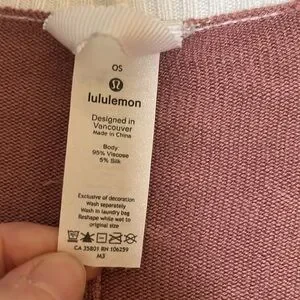 OS
lululemon
Designed in
Vancouver
Made in China
Body
95% Viscose
5% Silk
Exclusive of decoration
Wash separately
Wash in laundry bag
Reshape while wet to
original size
CA 35801 RN 106259
M3